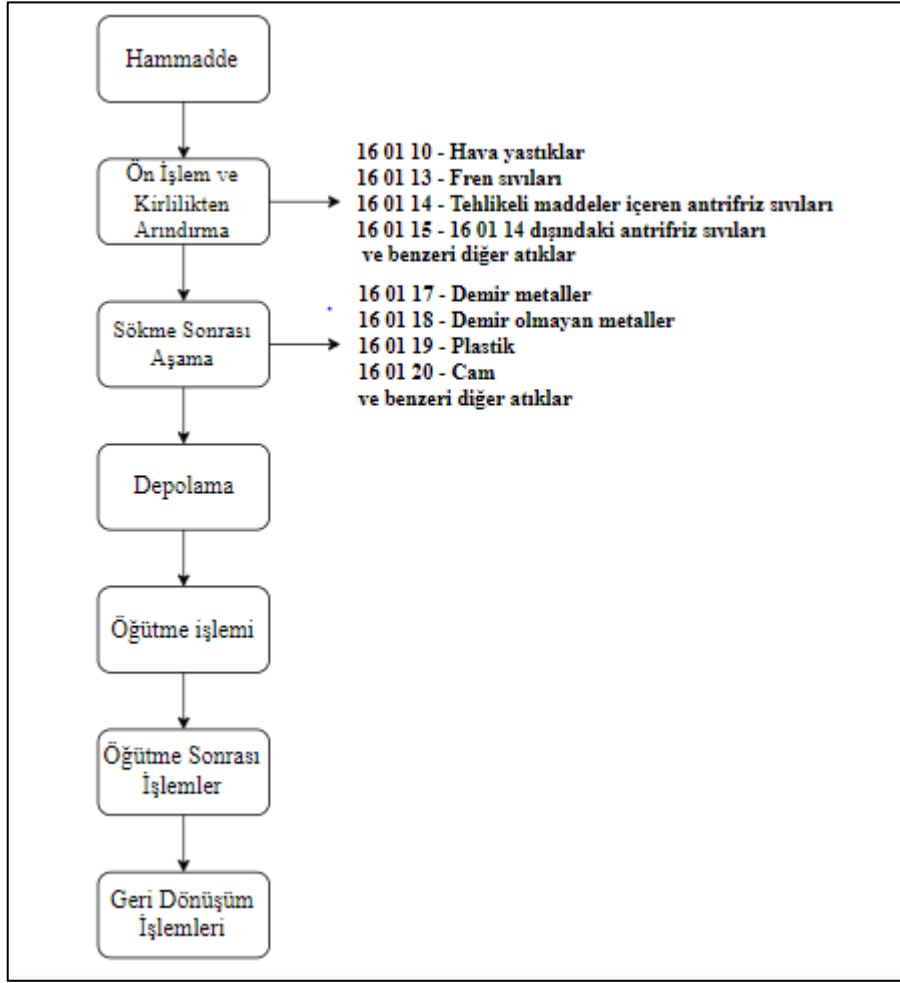 Hammadde
Ön İşlem ve
Kirlilikten
Arındırma
16 01 10 - Hava yastıklar
16 01 13 - Fren sıvıları
16 01 14 - Tehlikeli maddeler içeren antrifriz sıvıları
16 01 15 - 16 01 14 dışındaki antrifriz sıvıları
ve benzeri diğer atıklar
Sökme Sonrası
Aşama
16 01 17 - Demir metaller
16 01 18 - Demir olmayan metaller
16 01 19 - Plastik
16 01 20 - Cam
ve benzeri diğer atıklar
Depolama
Öğütme işlemi
Öğütme Sonrası
İşlemler
Geri Dönüşüm
İşlemleri